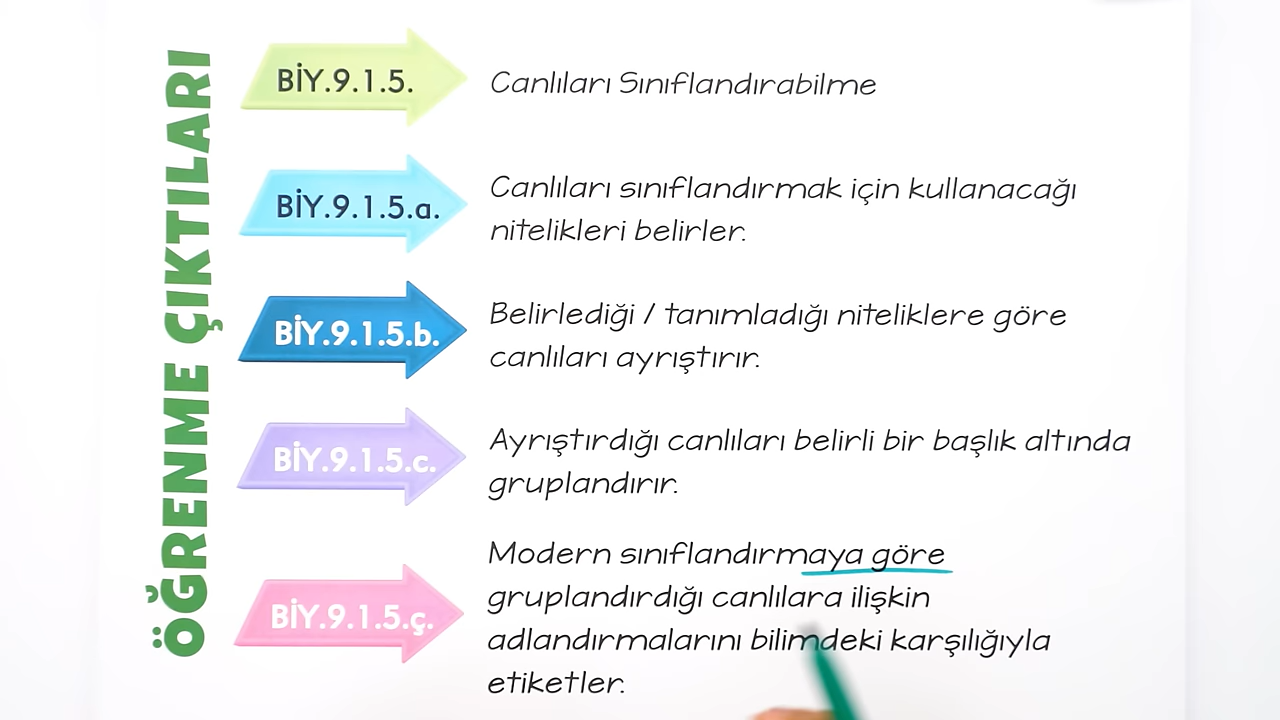 ÖĞRENME ÇIKTILARI
BİY.9.1.5.
Canlıları Sınıflandırabilme
BİY.9.1.5.a.
Canlıları sınıflandırmak için kullanacağı
nitelikleri belirler.
BİY.9.1.5.b.
Belirlediği / tanımladığı niteliklere göre
canlıları ayrıştırır.
BİY.9.1.5.c.
Ayrıştırdığı canlıları belirli bir başlık altında
gruplandırır.
BİY.9.1.5.ç.
Modern sınıflandırmaya göre
gruplandırdığı canlılara ilişkin
adlandırmalarını bilimdeki karşılığıyla
etiketler.